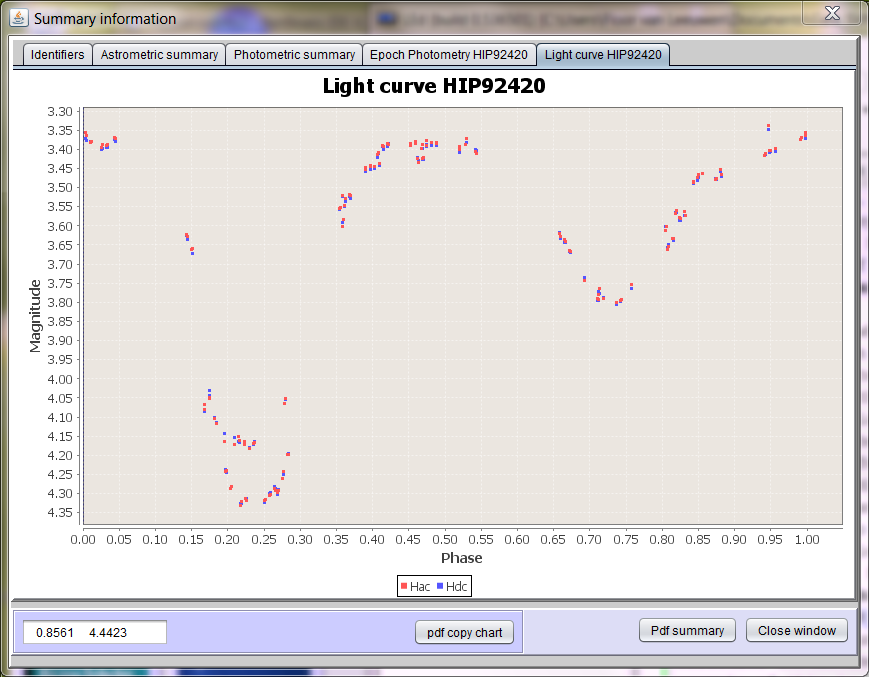 Summary information
Identifiers Astrometric summary Photometric summary Epoch Photometry HIP92420 Light curve HIP92420
Light curve HIP92420
3.30
3.35
3.40
3.45
3.50
3.55
3.60
3.65
3.70
3.75
3.80
3.85
3.90
3.95
4.00
4.05
4.10
4.15
4.20
4.25
4.30
4.35
Magnitude
0.00 0.05 0.10 0.15 0.20 0.25 0.30 0.35 0.40 0.45 0.50 0.55 0.60 0.65 0.70 0.75 0.80 0.85 0.90 0.95 1.00
Phase
Hac Hdc
0.8561 4.4423 pdf copy chart Pdf summary Close window